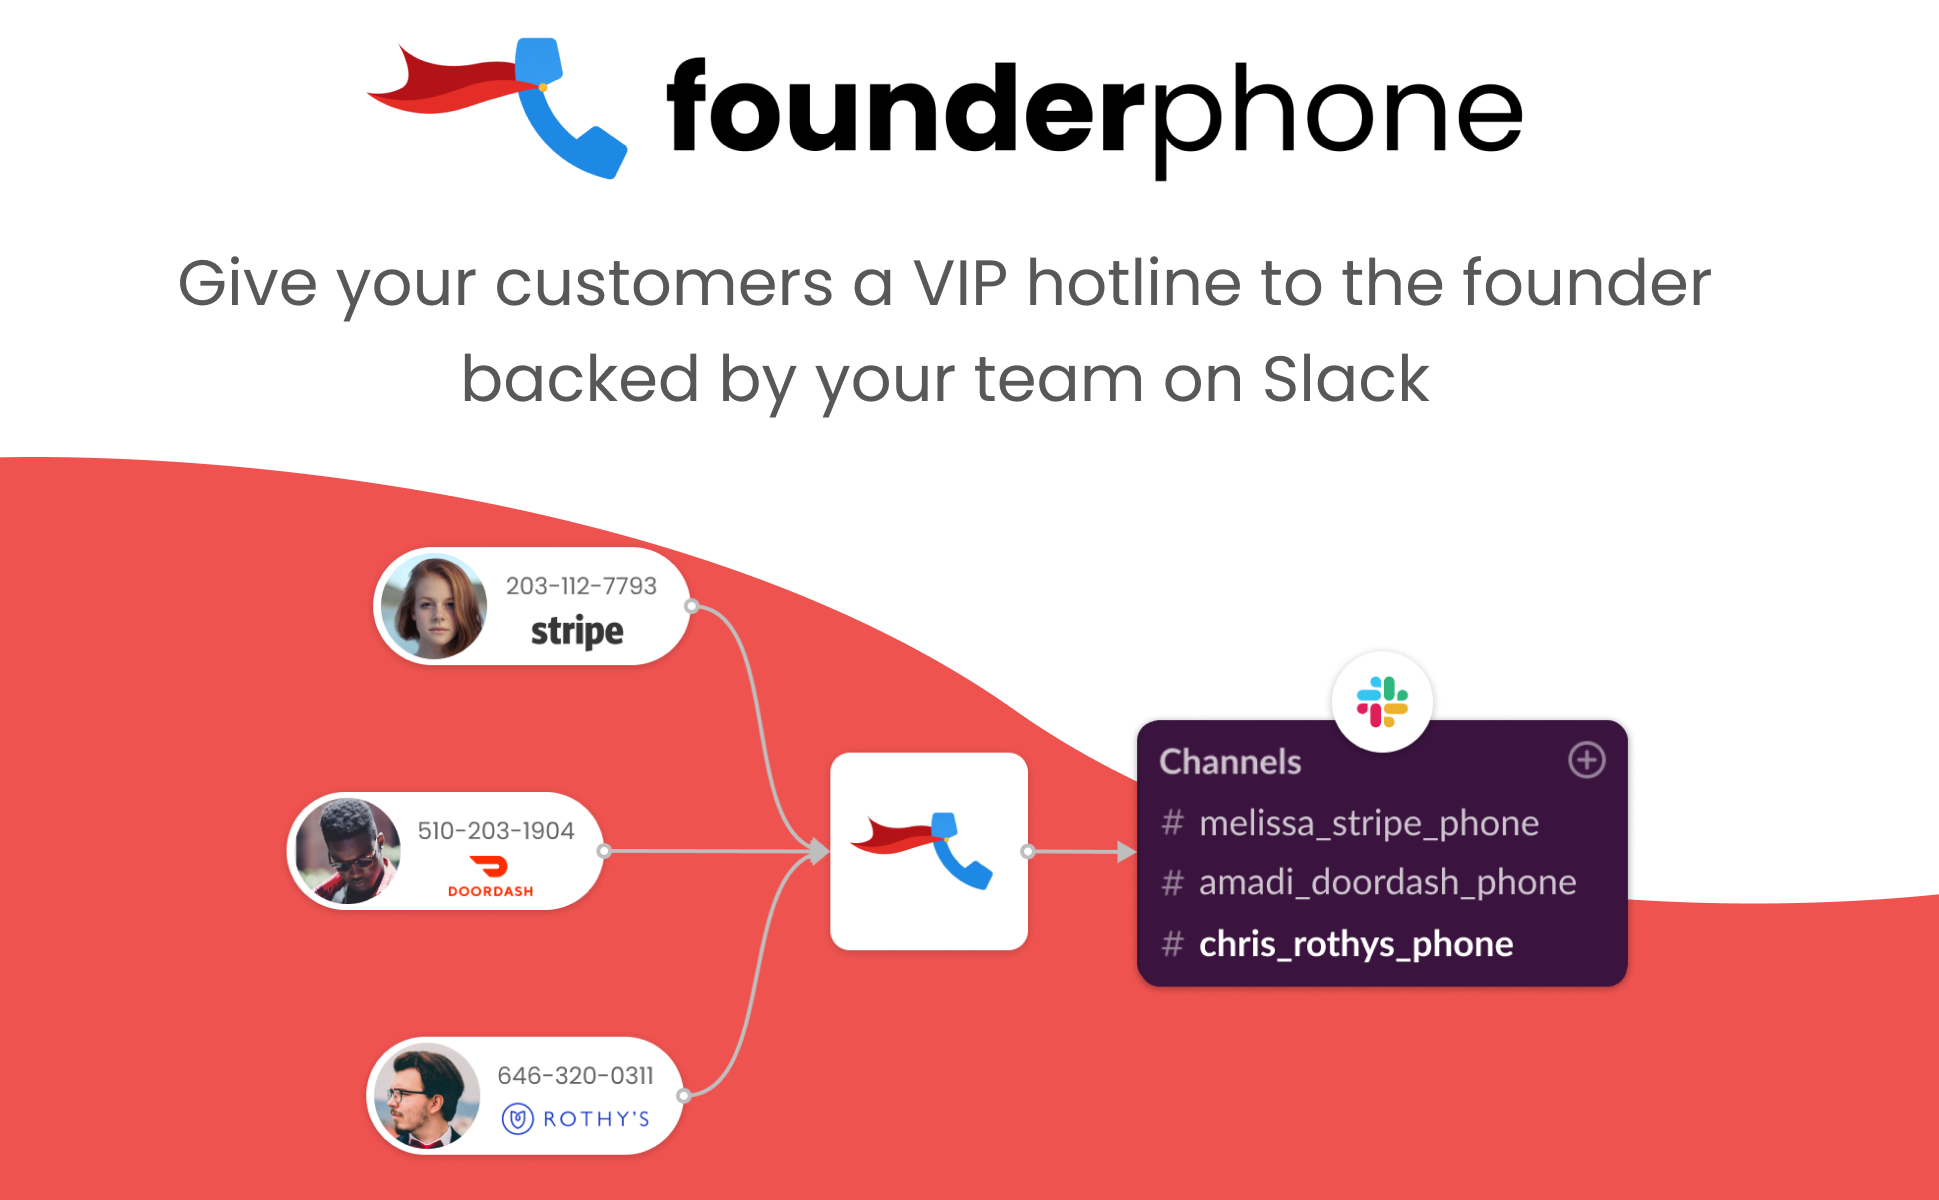 founderphone
Give your customers a VIP hotline to the founder
backed by your team on Slack
203-112-7793
stripe
510-203-1904
DOORDASH
646-320-0311
ROTHY'S
Channels
# melissa_stripe_phone
# amadi_doordash_phone
# chris_rothys_phone